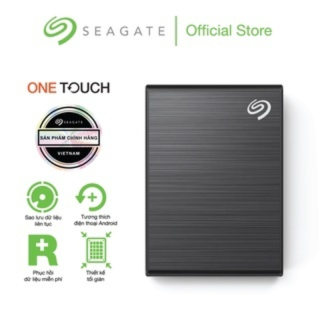 SEAGATE
Official Store
ONE TOUCH
SEAGATE
SẢN PHẨM CHÍNH HÃNG
VIETNAM
Sao lưu dữ liệu
liên tục
Tương thích
điện thoại Android
R
Phục hồi
dữ liệu miễn phí
Thiết kế
tối giản